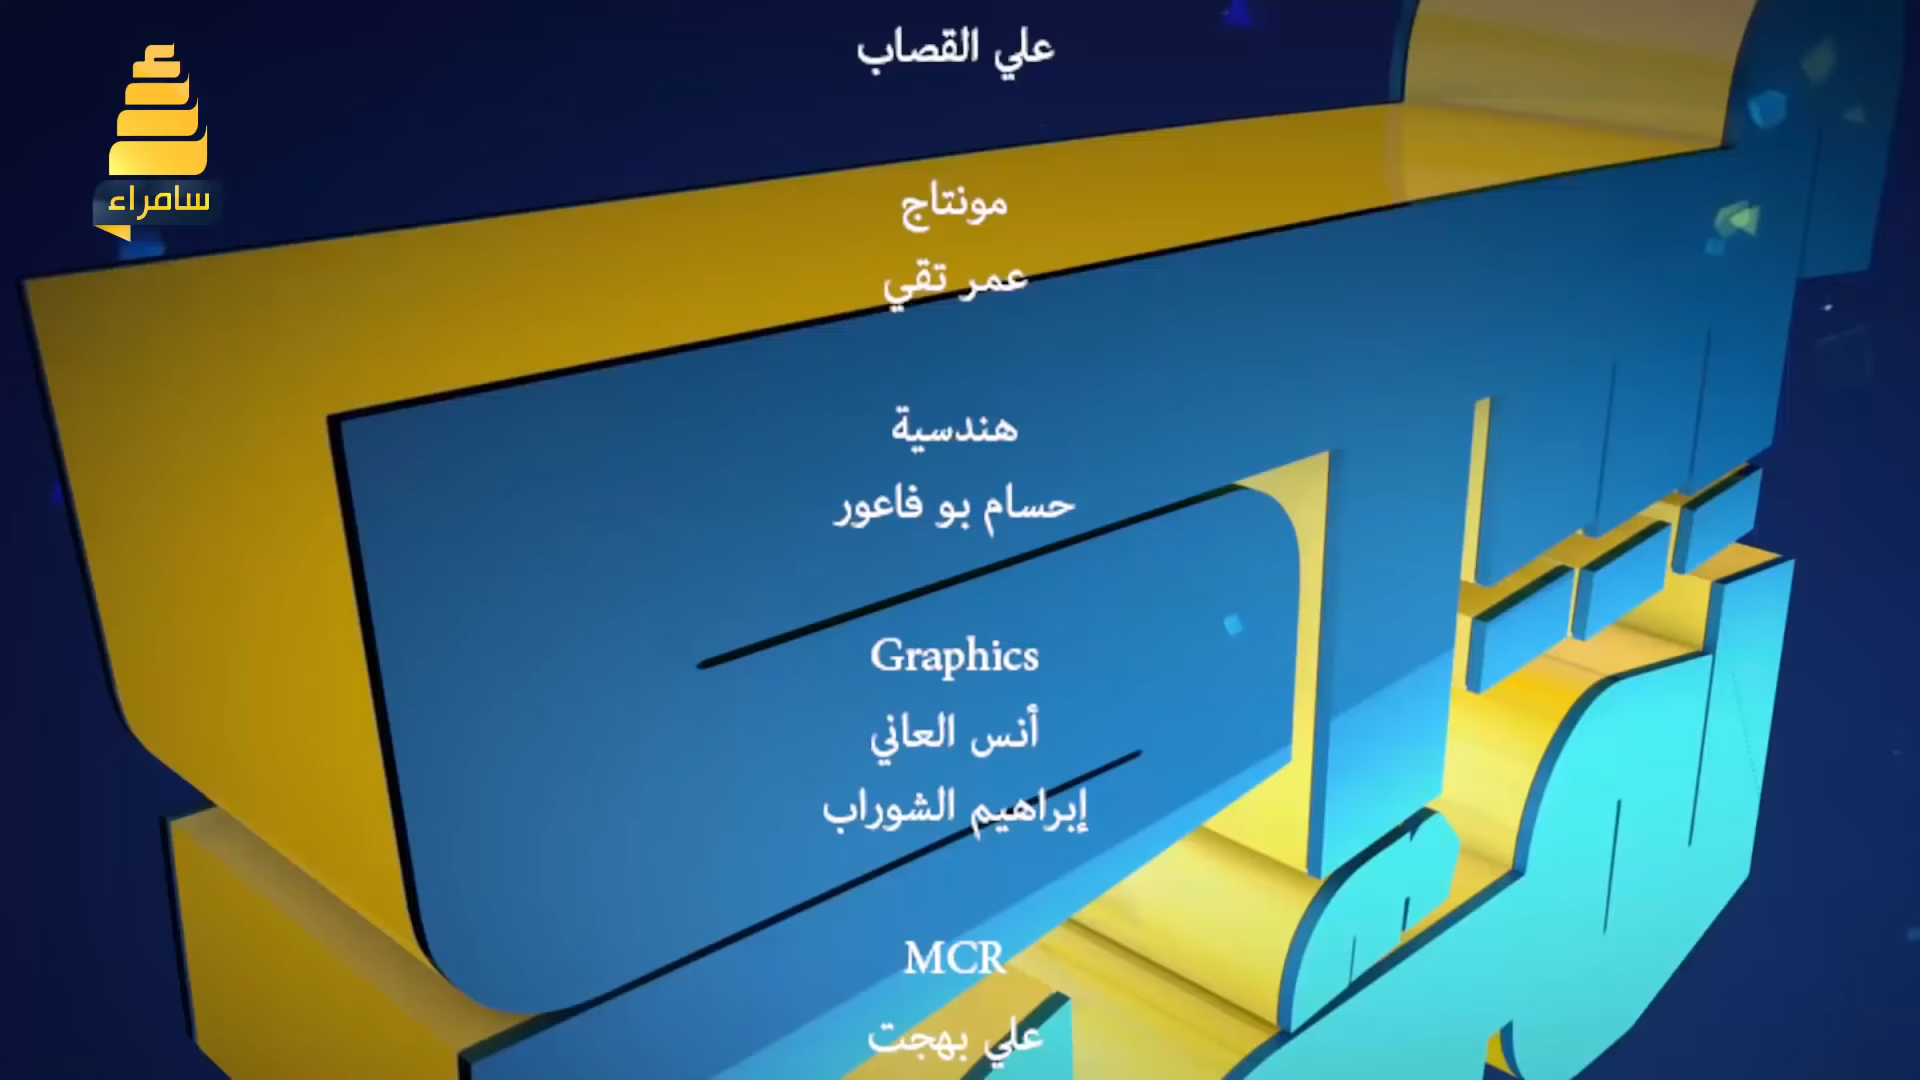 علي القصاب
سامراء
مونتاج
عمر تقي
هندسية
حسام بو فاعور
Graphics
أنس العاني
إبراهيم الشوراب
MCR
علي بهجت